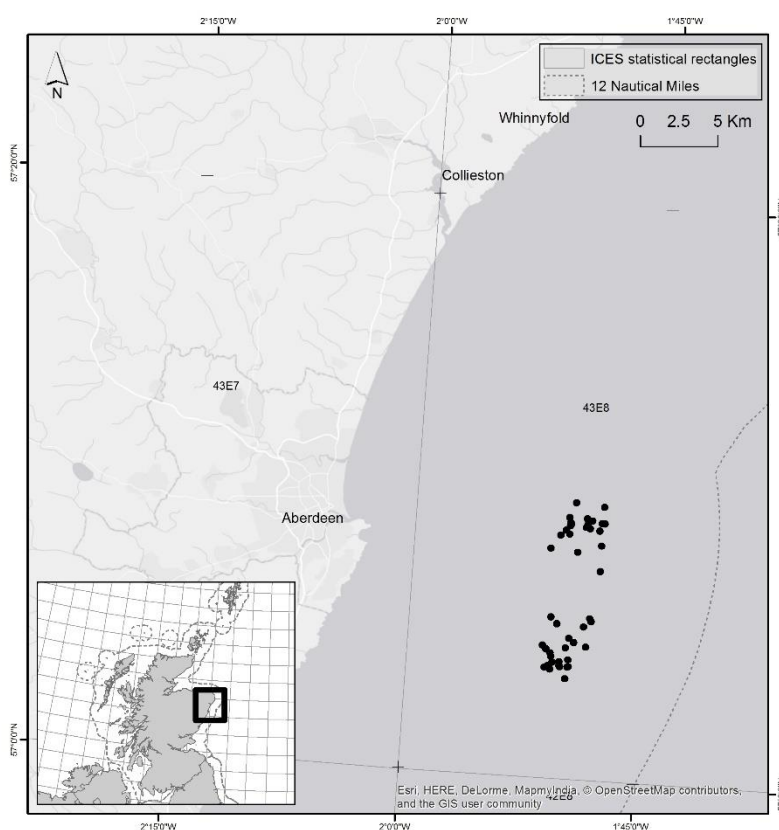 2°15'0"W
2°0'0"W
1°45'0"W
N
ICES statistical rectangles
12 Nautical Miles
Whinnyfold
0 2.5 5 Km
57°20'0"N
Collieston
43E7
43E8
Aberdeen
57°0'0"N
Esri, HERE, DeLorme, MapmyIndia, © OpenStreetMap contributors,
and the GIS user community
42E8
2°15'0"W
2°0'0"W
1°45'0"W